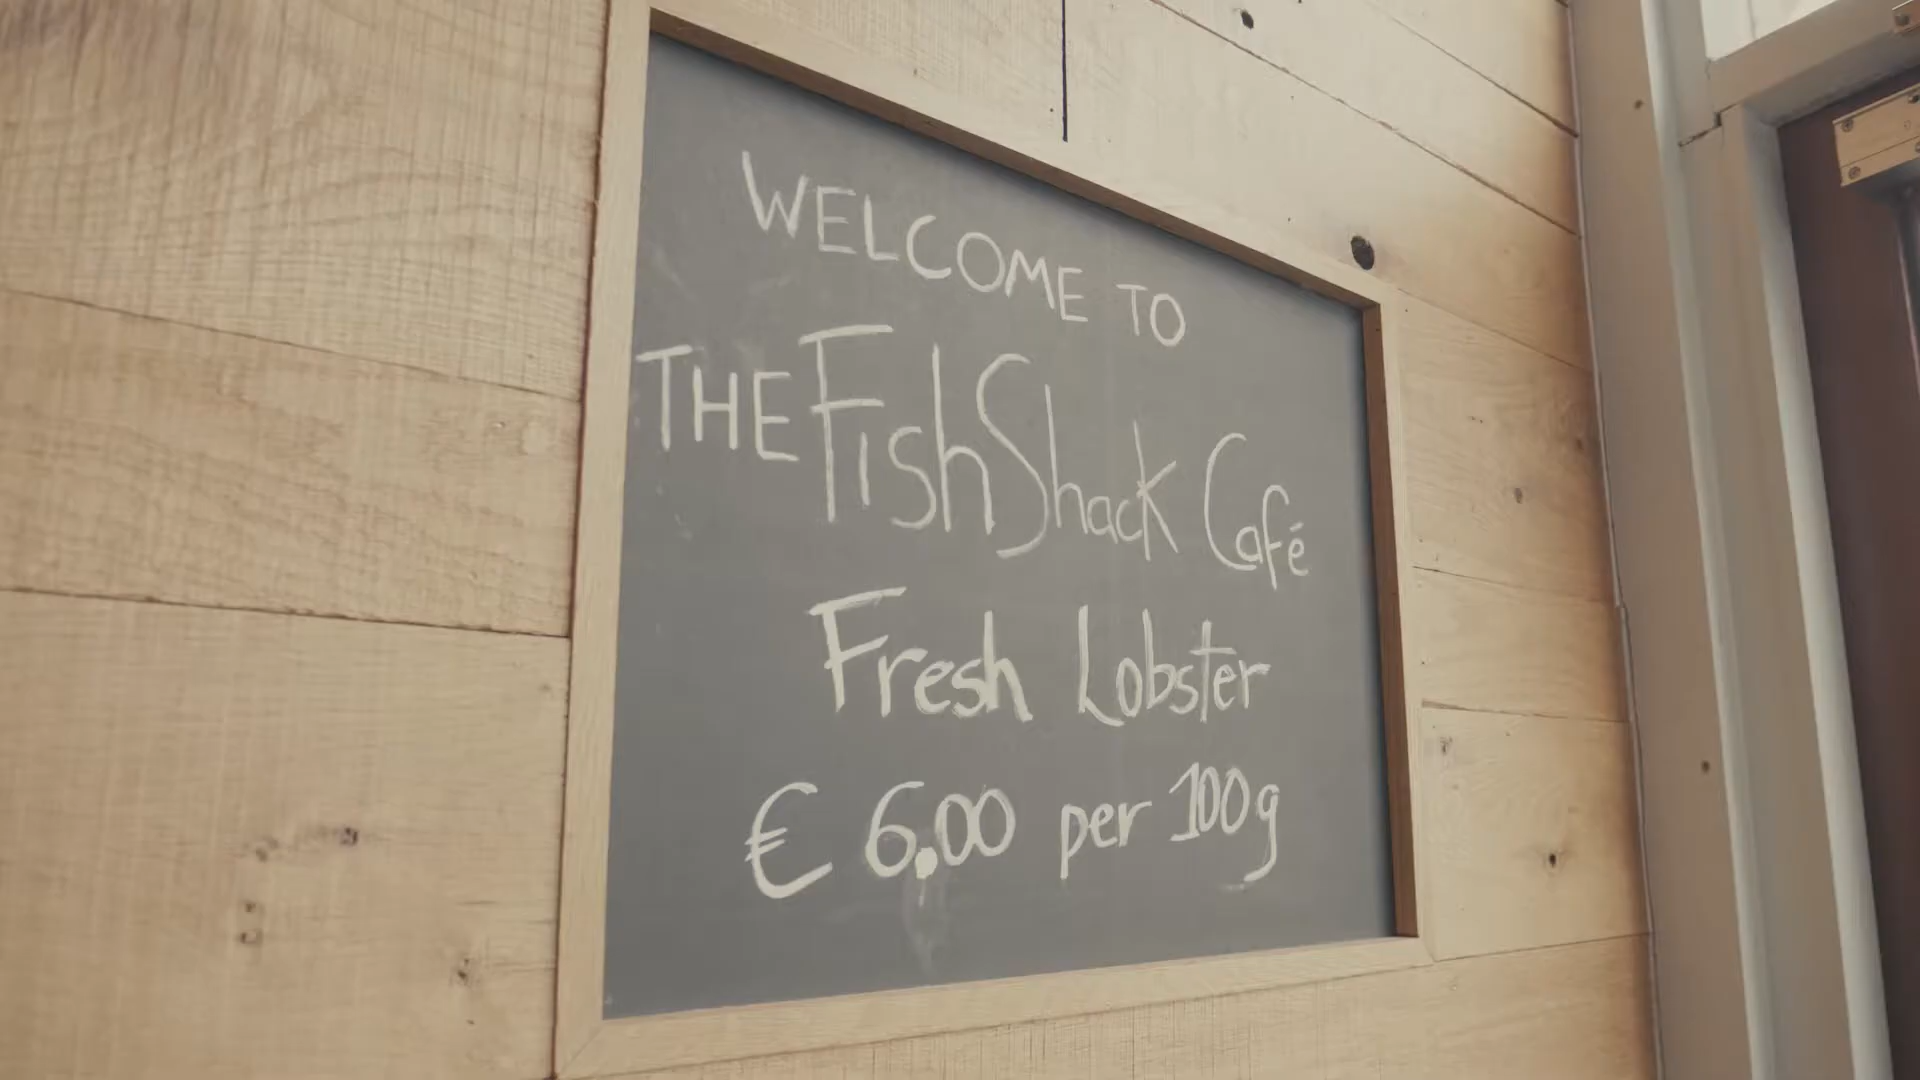 WELCOME TO
THE FishShack Café
Fresh Lobster
€ 6.00 per 100g